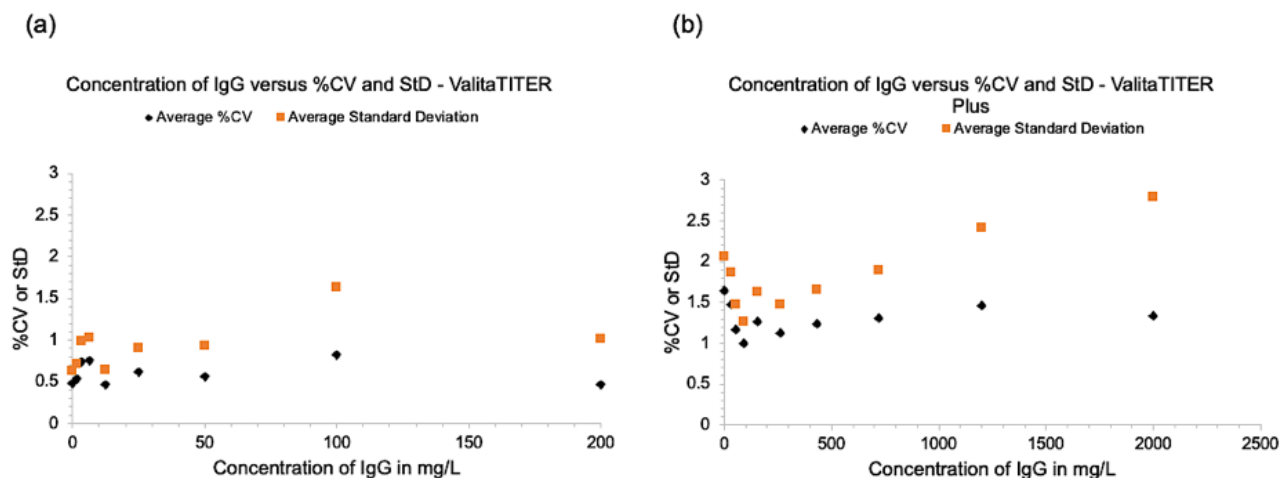 (a)
Concentration of IgG versus %CV and StD - ValitaTITER
Average %CV Average Standard Deviation
3
2.5
2
1.5
1
0.5
0
%CV or StD
0 50 100 150 200
Concentration of IgG in mg/L
(b)
Concentration of IgG versus %CV and StD - ValitaTITER
Plus
Average %CV Average Standard Deviation
3
2.5
2
1.5
1
0.5
0
%CV or StD
0 500 1000 1500 2000 2500
Concentration of IgG in mg/L